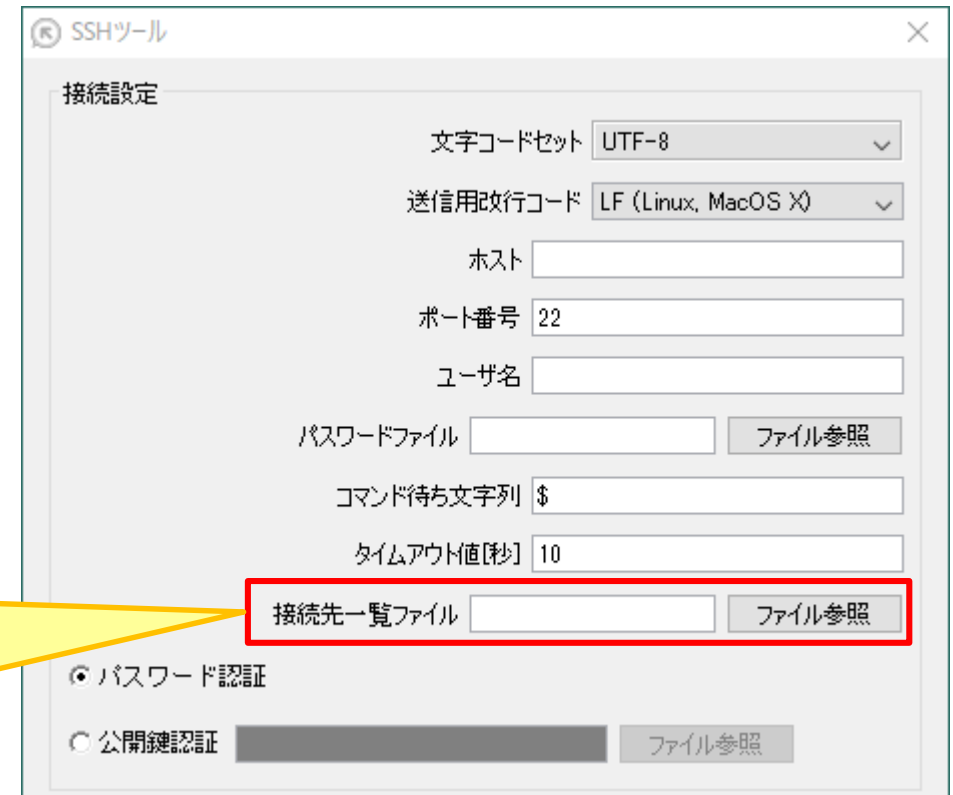 SSHツール
接続設定
文字コードセット UTF-8
送信用改行コード LF (Linux, MacOS X)
ホスト
ポート番号 22
ユーザ名
パスワードファイル ファイル参照
コマンド待ち文字列 $
タイムアウト値[秒] 10
接続先一覧ファイル ファイル参照
パスワード認証
公開鍵認証 ファイル参照